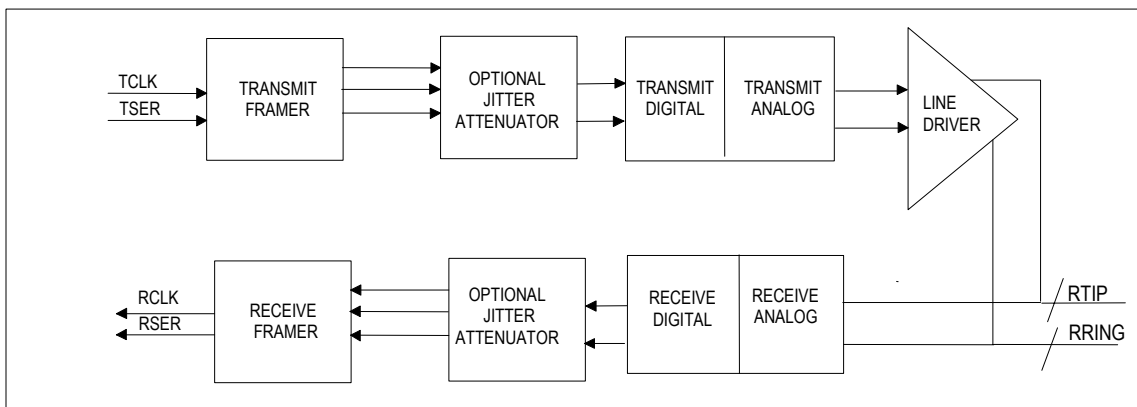 TCLK
TSER
TRANSMIT
FRAMER
OPTIONAL
JITTER
ATTENUATOR
TRANSMIT
DIGITAL
TRANSMIT
ANALOG
LINE
DRIVER
RCLK
RSER
RECEIVE
FRAMER
OPTIONAL
JITTER
ATTENUATOR
RECEIVE
DIGITAL
RECEIVE
ANALOG
RTIP
RRING